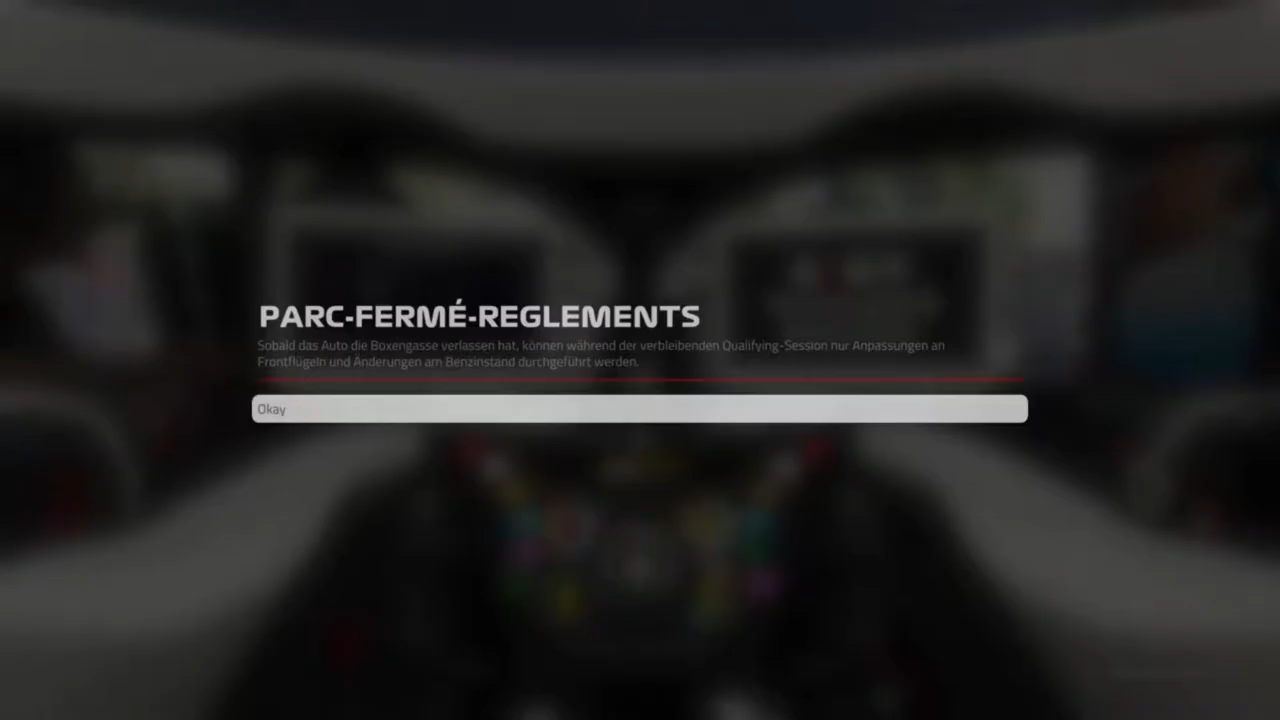 PARC-FERMÉ-REGLEMENTS
Sobald das Auto die Boxengasse verlassen hat, können während der verbleibenden Qualifying-Session nur Anpassungen an
Frontflügeln und Änderungen am Benzinstand durchgeführt werden.
Okay